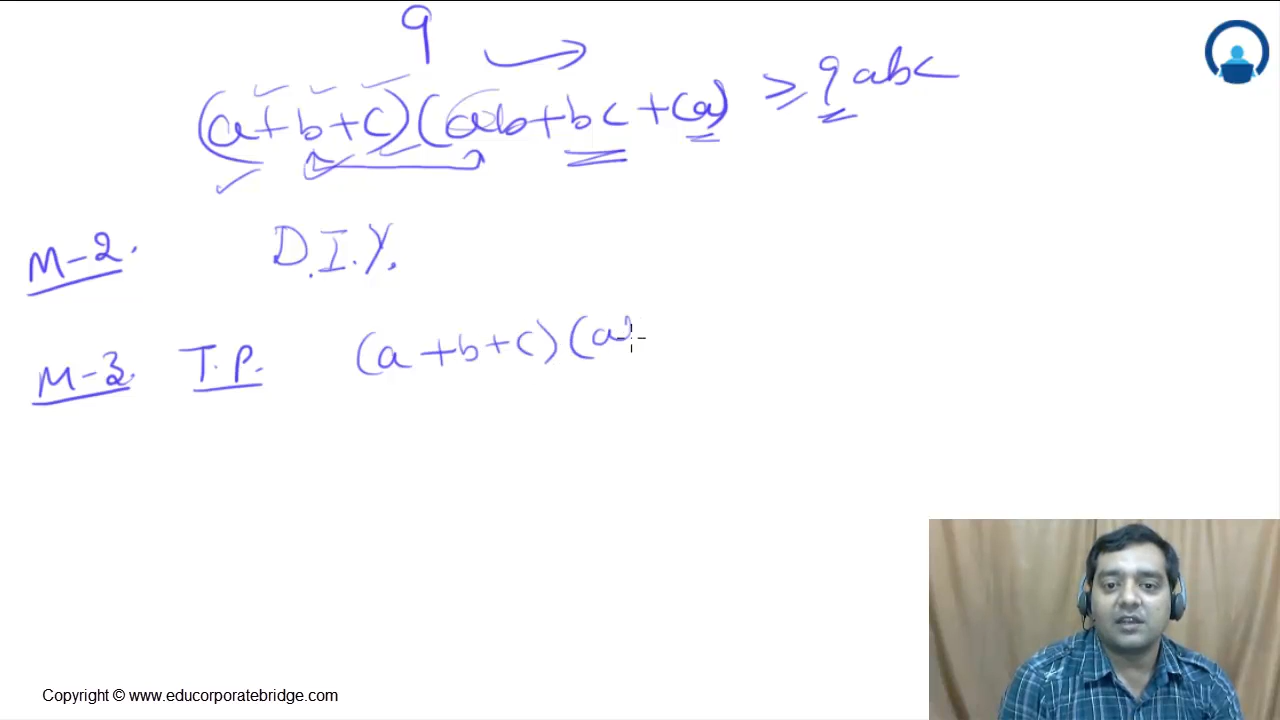 9
(a+b+c)(ab+bc+ca) ≥ 9abc
M-2. D.I.Y.
M-3. T.P. (a+b+c)(a
Copyright © www.educorporatebridge.com